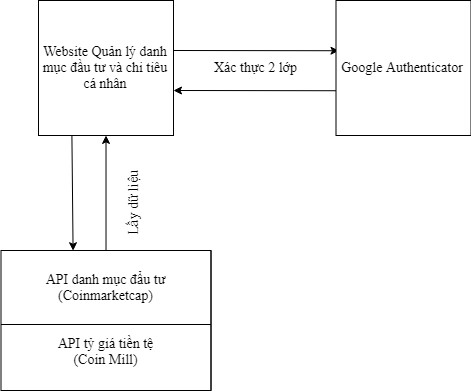 Website Quản lý danh
mục đầu tư và chi tiêu
cá nhân
Xác thực 2 lớp
Google Authenticator
Lấy dữ liệu
API danh mục đầu tư
(Coinmarketcap)
API tỷ giá tiền tệ
(Coin Mill)